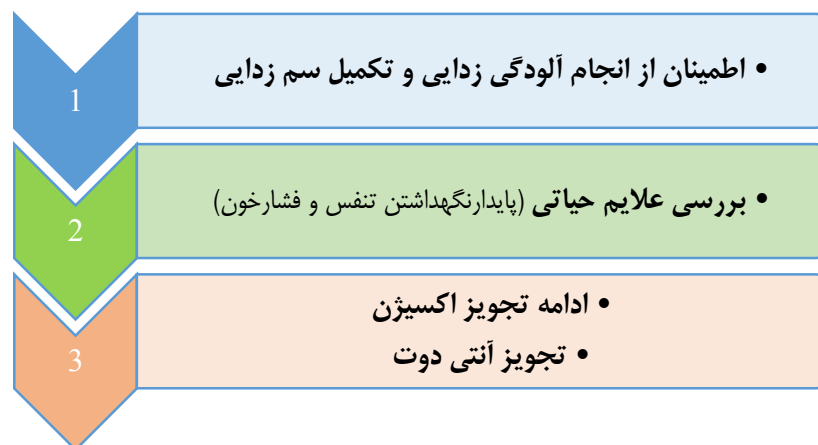 1
• اطمینان از انجام آلودگی زدایی و تکمیل سم زدایی
2
• بررسی علایم حیاتی (پایدارنگهداشتن تنفس و فشارخون)
3
• ادامه تجویز اکسیژن
• تجویز آنتی دوت